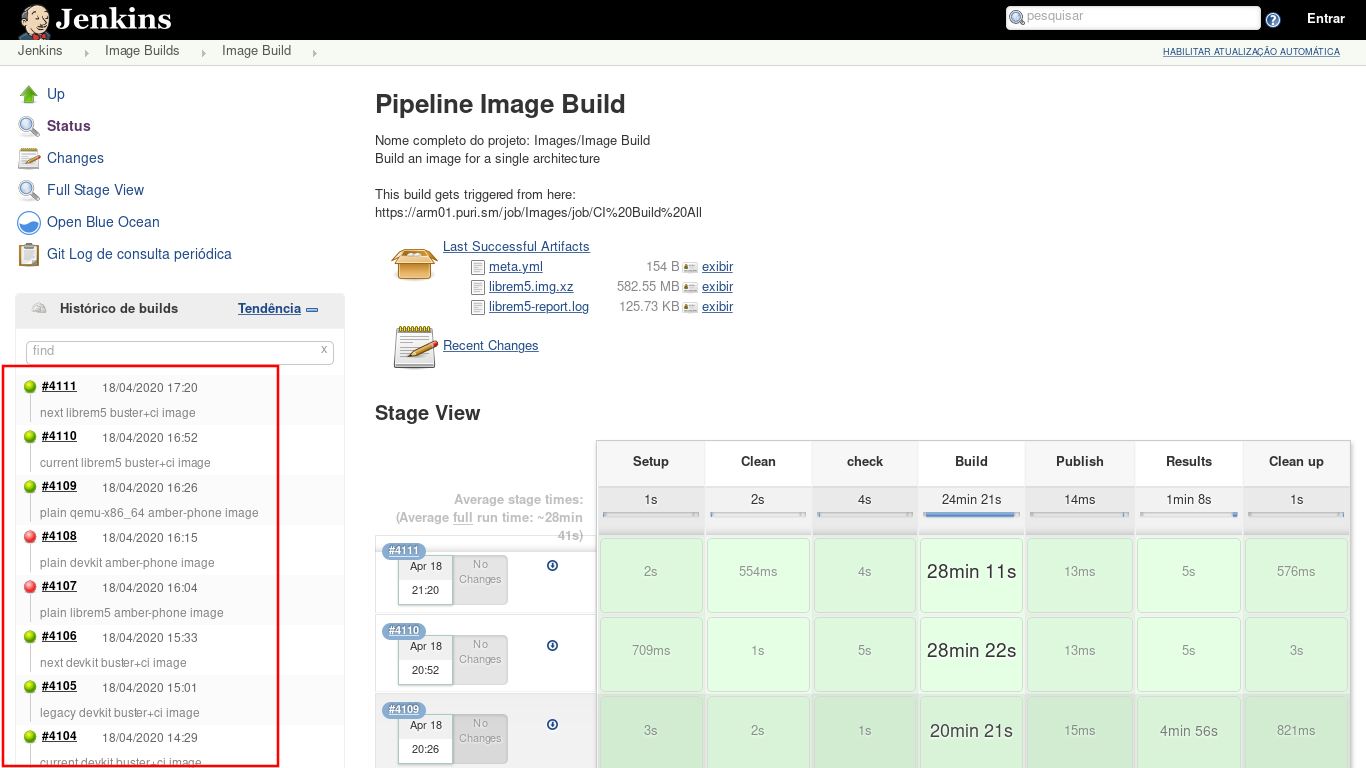 Jenkins
pesquisar
Entrar
Jenkins Image Builds Image Build
HABILITAR ATUALIZAÇÃO AUTOMÁTICA
Up
Status
Changes
Full Stage View
Open Blue Ocean
Git Log de consulta periódica
Histórico de builds Tendência
find x
#4111 18/04/2020 17:20
next librem5 buster+ci image
#4110 18/04/2020 16:52
current librem5 buster+ci image
#4109 18/04/2020 16:26
plain qemu-x86_64 amber-phone image
#4108 18/04/2020 16:15
plain devkit amber-phone image
#4107 18/04/2020 16:04
plain librem5 amber-phone image
#4106 18/04/2020 15:33
next devkit buster+ci image
#4105 18/04/2020 15:01
legacy devkit buster+ci image
#4104 18/04/2020 14:29
current devkit buster+ci image
Pipeline Image Build
Nome completo do projeto: Images/Image Build
Build an image for a single architecture
This build gets triggered from here:
https://arm01.puri.sm/job/Images/job/CI%20Build%20All
Last Successful Artifacts
meta.yml 154 B exibir
librem5.img.xz 582.55 MB exibir
librem5-report.log 125.73 KB exibir
Recent Changes
Stage View
Setup Clean check Build Publish Results Clean up
Average stage times:
(Average full run time: ~28min
41s)
1s 2s 4s 24min 21s 14ms 1min 8s 1s
#4111
Apr 18
21:20
No
Changes
2s 554ms 4s 28min 11s 13ms 5s 576ms
#4110
Apr 18
20:52
No
Changes
709ms 1s 5s 28min 22s 13ms 5s 3s
#4109
Apr 18
20:26
No
Changes
3s 2s 1s 20min 21s 15ms 4min 56s 821ms